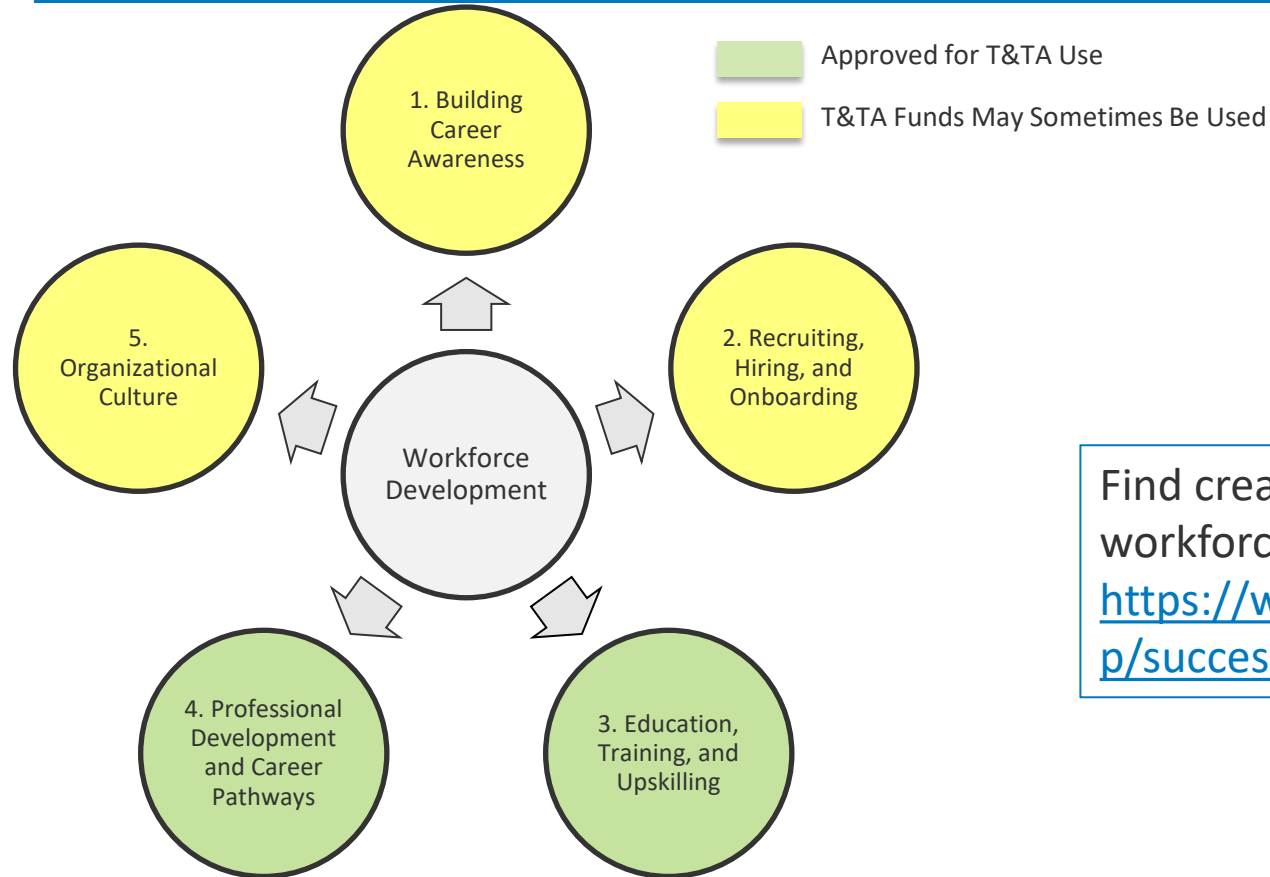 Approved for T&TA Use
T&TA Funds May Sometimes Be Used
1. Building
Career
Awareness
2. Recruiting,
Hiring, and
Onboarding
3. Education,
Training, and
Upskilling
4. Professional
Development
and Career
Pathways
5.
Organizational
Culture
Workforce
Development
Find crea
workforc
https://w
p/succes